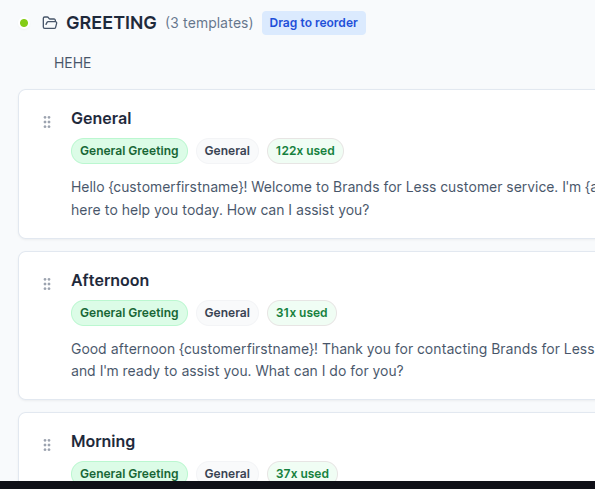 GREETING (3 templates) Drag to reorder
HEHE
General
General Greeting General 122x used
Hello {customerfirstname}! Welcome to Brands for Less customer service. I'm {a
here to help you today. How can I assist you?
Afternoon
General Greeting General 31x used
Good afternoon {customerfirstname}! Thank you for contacting Brands for Less
and I'm ready to assist you. What can I do for you?
Morning
General Greeting General 37x used